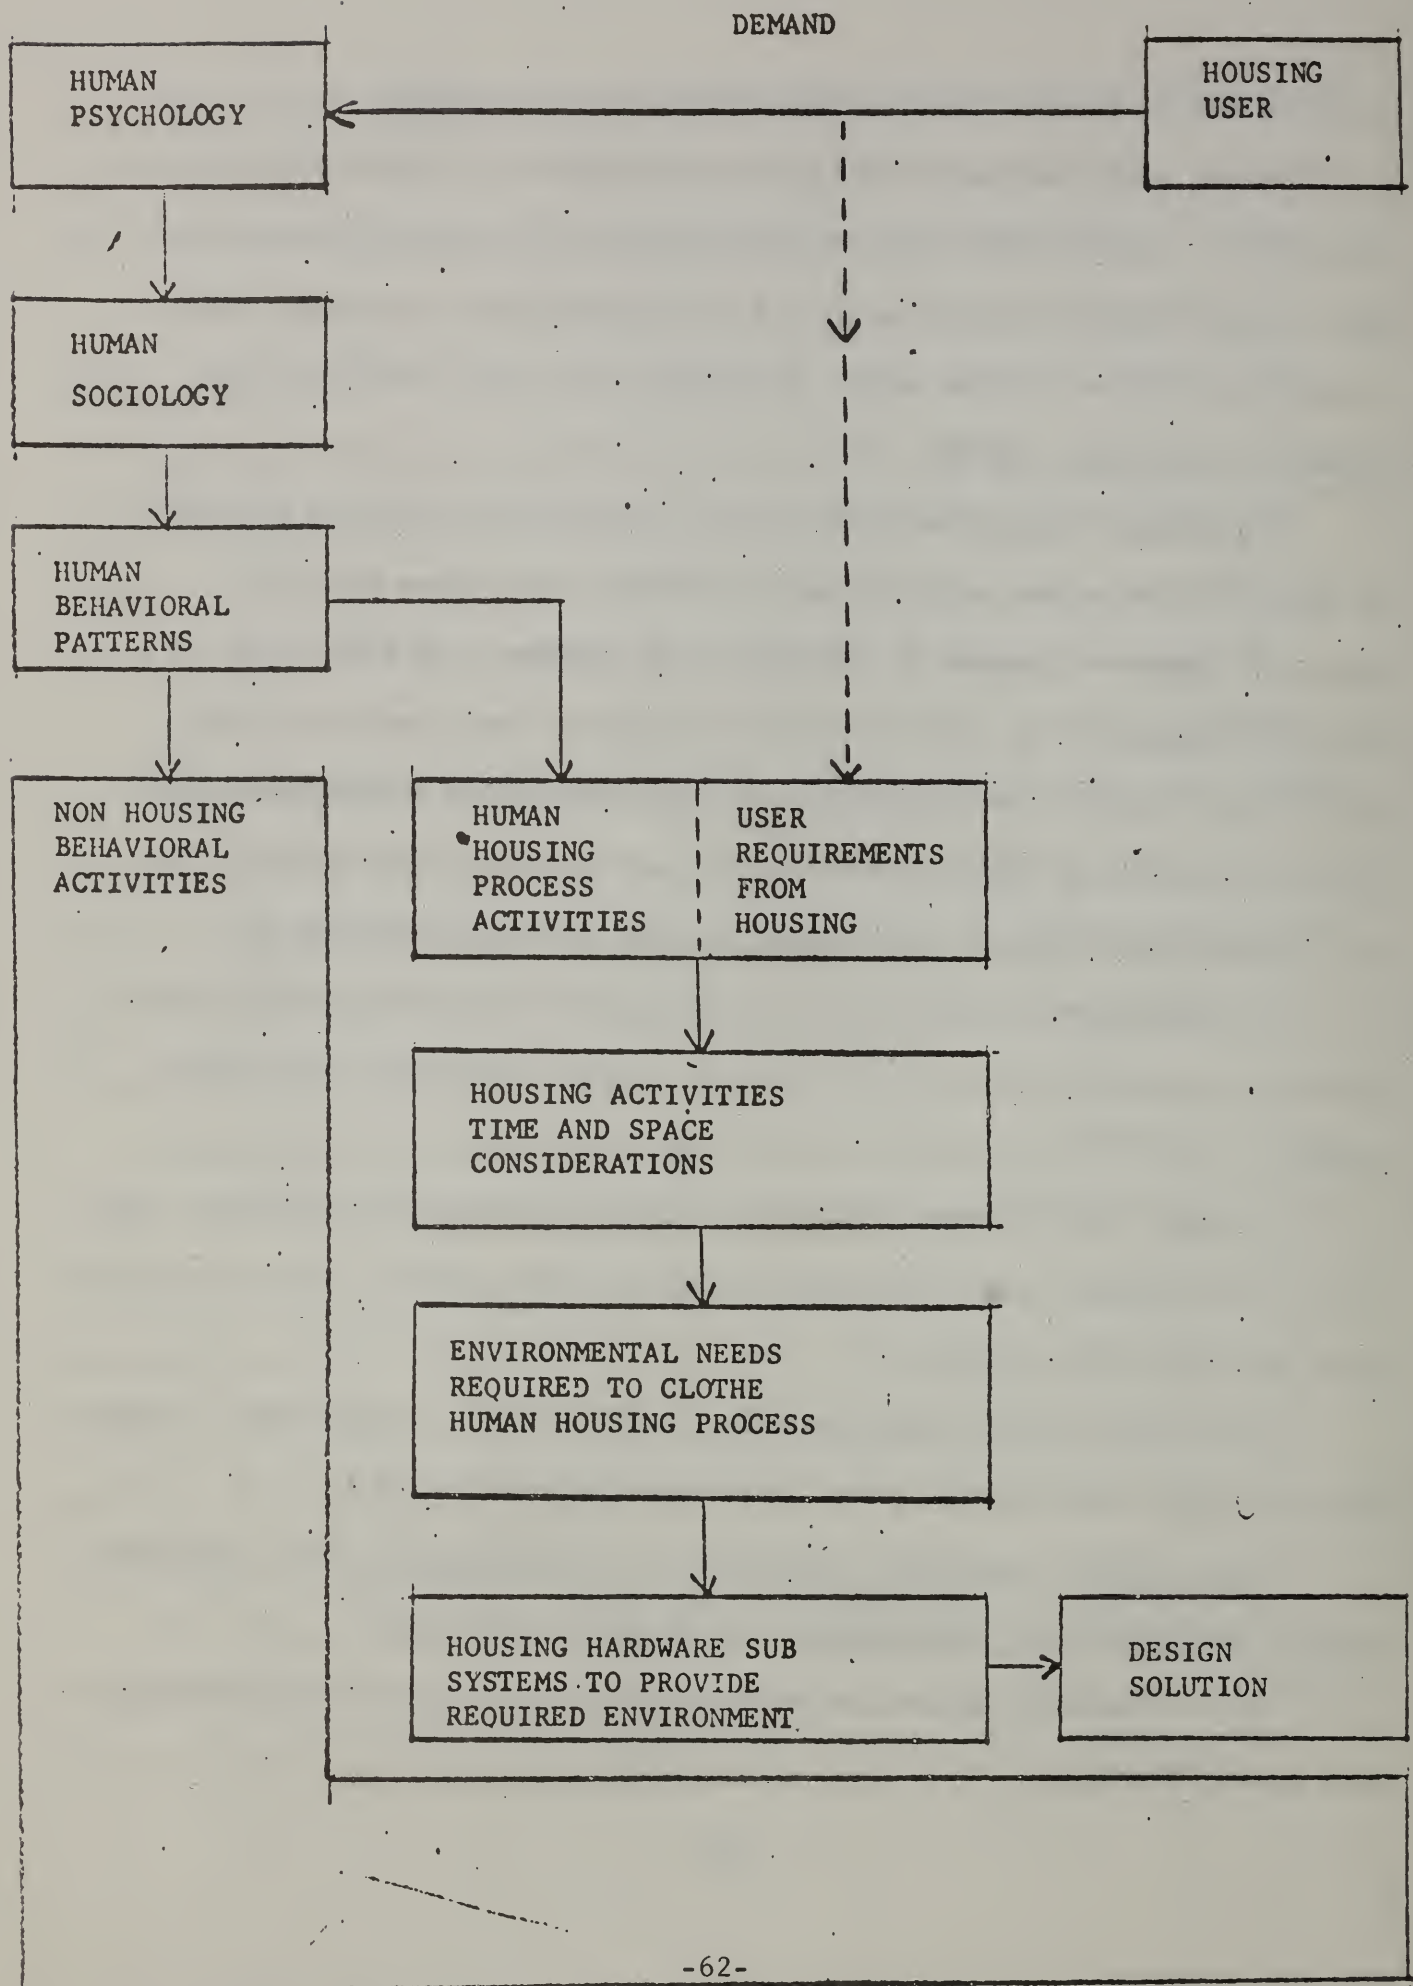 DEMAND
HUMAN
PSYCHOLOGY
HOUSING
USER
HUMAN
SOCIOLOGY
HUMAN
BEHAVIORAL
PATTERNS
NON HOUSING
BEHAVIORAL
ACTIVITIES
HUMAN
HOUSING
PROCESS
ACTIVITIES
USER
REQUIREMENTS
FROM
HOUSING
HOUSING ACTIVITIES
TIME AND SPACE
CONSIDERATIONS
ENVIRONMENTAL NEEDS
REQUIRED TO CLOTHE
HUMAN HOUSING PROCESS
HOUSING HARDWARE SUB
SYSTEMS TO PROVIDE
REQUIRED ENVIRONMENT
DESIGN
SOLUTION
-62-